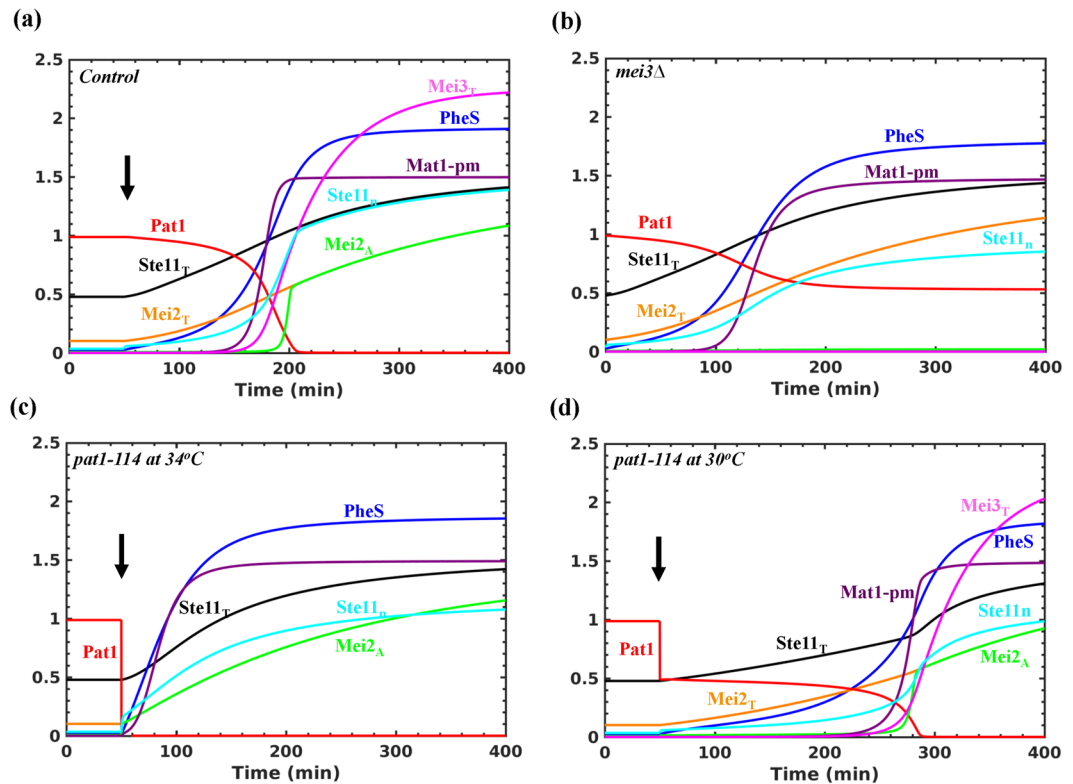 (a)
Control
2.5
2
1.5
1
0.5
0
0
100
200
300
400
Time (min)
Mei3T
PheS
Mat1-pm
Ste11n
Mei2A
Pat1
Ste11T
Mei2T
(b)
mei3Δ
2.5
2
1.5
1
0.5
0
0
100
200
300
400
Time (min)
PheS
Mat1-pm
Pat1
Ste11T
Mei2T
Ste11n
(c)
pat1-114 at 34°C
2.5
2
1.5
1
0.5
0
0
100
200
300
400
Time (min)
PheS
Ste11T
Ste11n
Pat1
Mei2A
(d)
pat1-114 at 30°C
2.5
2
1.5
1
0.5
0
0
100
200
300
400
Time (min)
Mei3T
PheS
Mat1-pm
Ste11n
Ste11T
Pat1
Mei2A
Mei2T